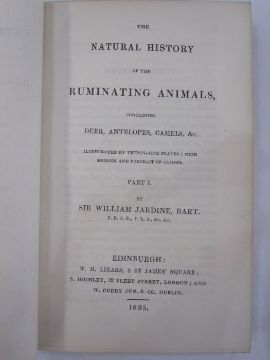 THE
NATURAL HISTORY
OF THE
RUMINATING ANIMALS,
CONTAINING
DEER, ANTELOPES, CAMELS, &c.
ILLUSTRATED BY THIRTY-FIVE PLATES; WITH
MEMOIR AND PORTRAIT OF CAMPER.
PART I.
BY
SIR WILLIAM JARDINE, BART.
F.R.S.E., F.L.S., &c. &c.
EDINBURGH:
W. H. LIZARS, 3 ST JAMES' SQUARE;
S. HIGHLEY, 32 FLEET STREET, LONDON; AND
W. CURRY JUN. & CO. DUBLIN.
1835.